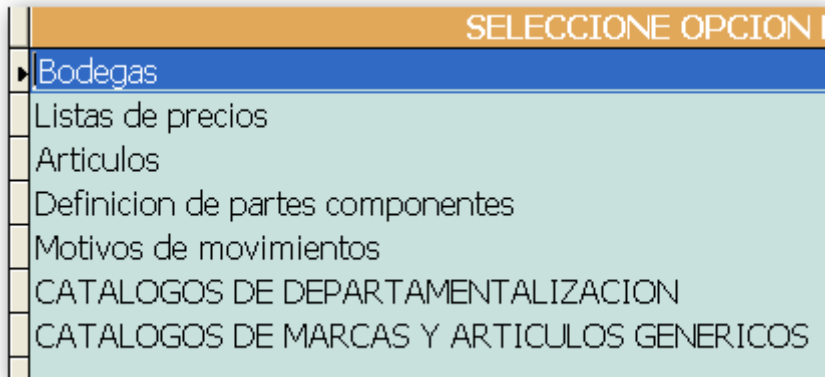 SELECCIONE OPCION
Bodegas
Listas de precios
Articulos
Definicion de partes componentes
Motivos de movimientos
CATALOGOS DE DEPARTAMENTALIZACION
CATALOGOS DE MARCAS Y ARTICULOS GENERICOS